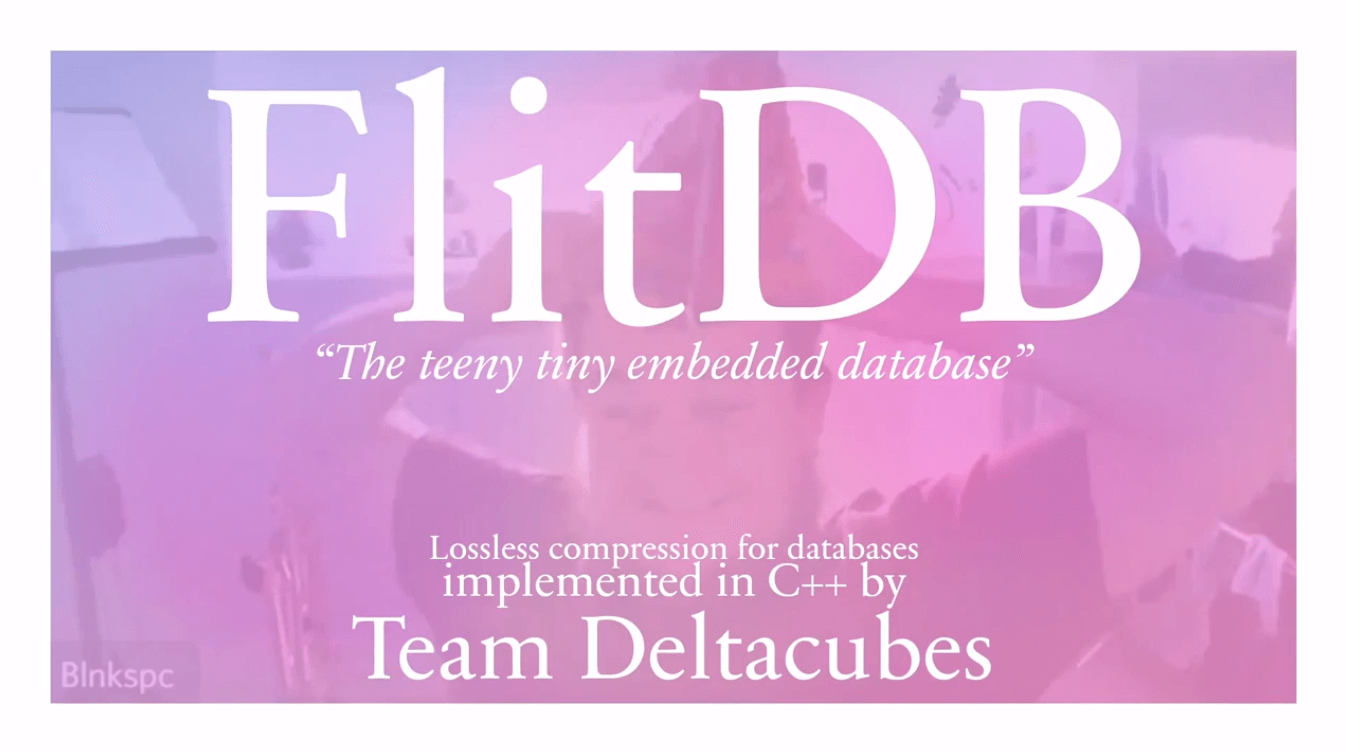 FlitDB
“The teeny tiny embedded database”
Lossless compression for databases
implemented in C++ by
Team Deltacubes
Blnkspc